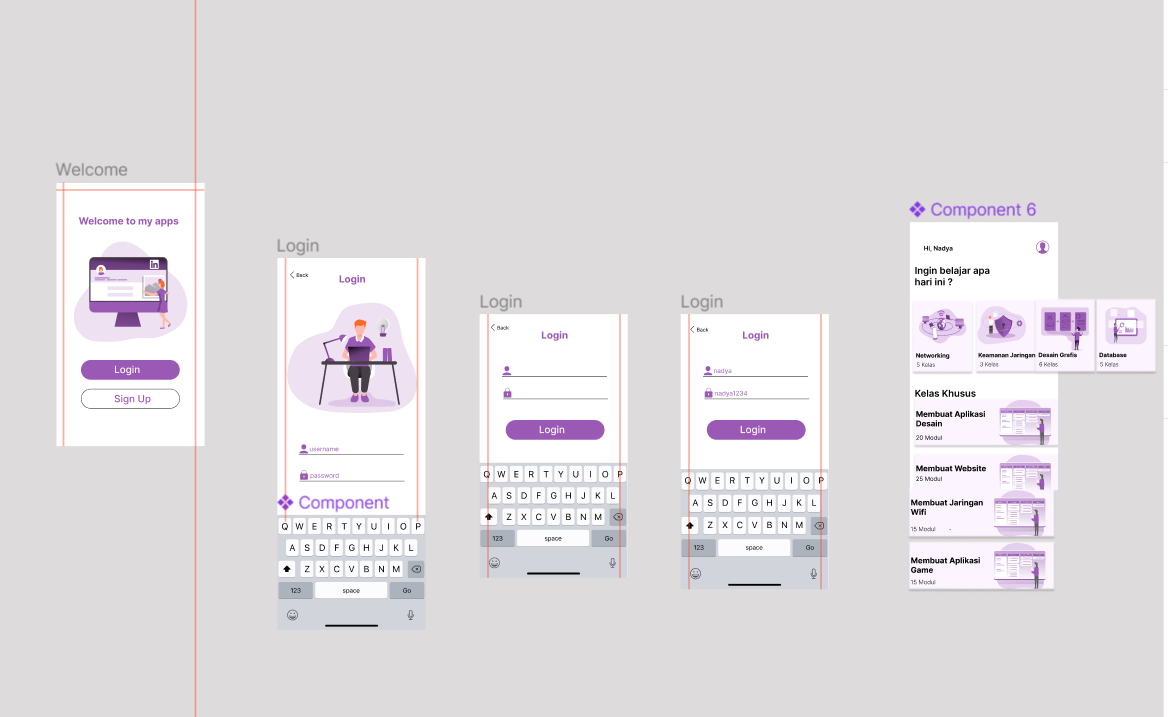 Welcome
Welcome to my apps
in
Login
Sign Up
Login
Back
Login
username
password
Component
Q W E R T Y U I O P
A S D F G H J K L
Z X C V B N M
123 space Go
Login
Back
Login
Login
Q W E R T Y U I O P
A S D F G H J K L
Z X C V B N M
123 space Go
Login
Back
Login
nadya
nadya1234
Login
Q W E R T Y U I O P
A S D F G H J K L
Z X C V B N M
123 space Go
Component 6
Hi, Nadya
Ingin belajar apa
hari ini ?
Networking
5 Kelas
Keamanan Jaringan
3 Kelas
Desain Grafis
6 Kelas
Database
5 Kelas
Kelas Khusus
Membuat Aplikasi
Desain
20 Modul
Membuat Website
25 Modul
Membuat Jaringan
Wifi
15 Modul
Membuat Aplikasi
Game
15 Modul